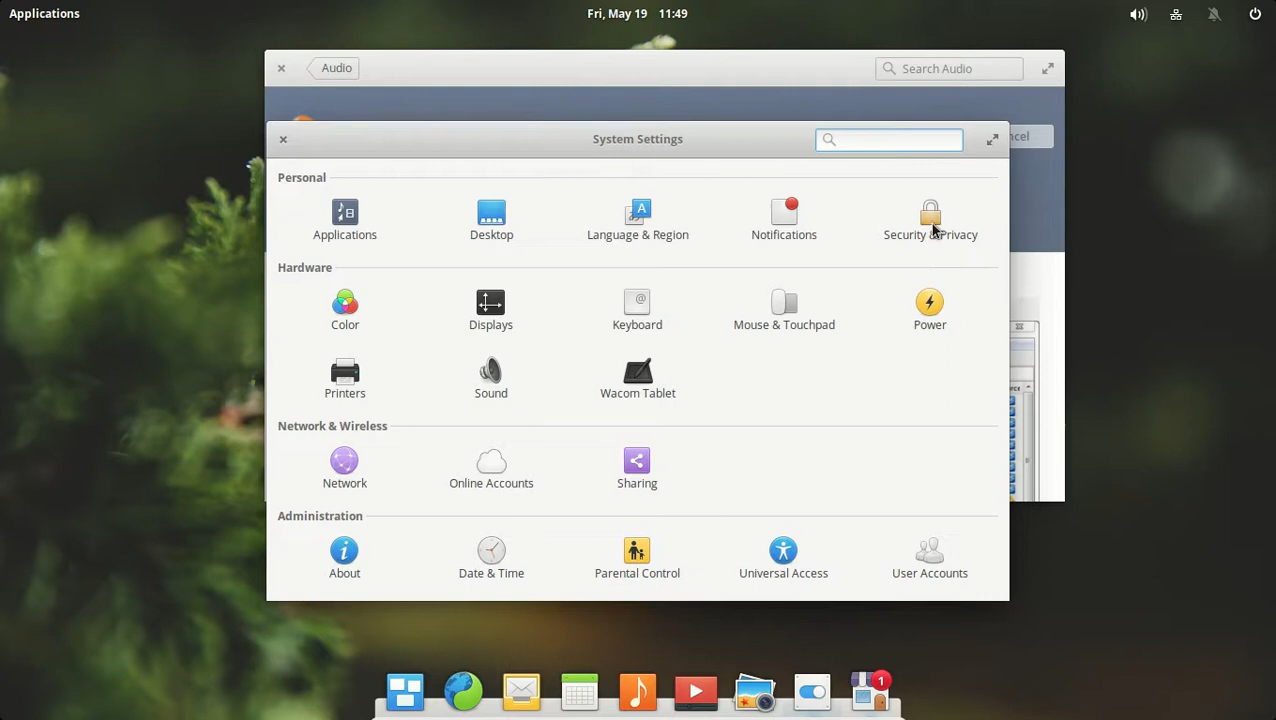 Applications Fri, May 19 11:49
Audio Search Audio
ncel
System Settings
Personal
Applications Desktop Language & Region Notifications Security & Privacy
Hardware
Color Displays Keyboard Mouse & Touchpad Power
Printers Sound Wacom Tablet
Network & Wireless
Network Online Accounts Sharing
Administration
About Date & Time Parental Control Universal Access User Accounts
1